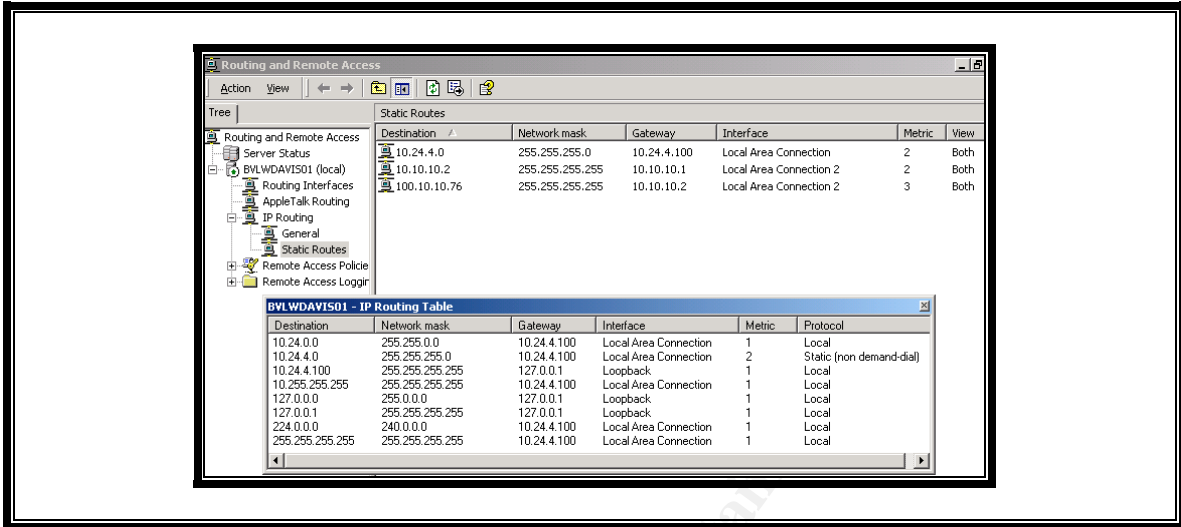 Routing and Remote Access
Action View
Tree
Static Routes
Routing and Remote Access
Server Status
BVLWDAVIS01 (local)
Routing Interfaces
AppleTalk Routing
IP Routing
General
Static Routes
Remote Access Policie
Remote Access Loggin
Destination Network mask Gateway Interface Metric View
10.24.4.0 255.255.255.0 10.24.4.100 Local Area Connection 2 Both
10.10.10.2 255.255.255.255 10.10.10.1 Local Area Connection 2 2 Both
100.10.10.76 255.255.255.255 10.10.10.2 Local Area Connection 2 3 Both
BVLWDAVIS01 - IP Routing Table
Destination Network mask Gateway Interface Metric Protocol
10.24.0.0 255.255.0.0 10.24.4.100 Local Area Connection 1 Local
10.24.4.0 255.255.255.0 10.24.4.100 Local Area Connection 2 Static (non demand-dial)
10.24.4.100 255.255.255.255 127.0.0.1 Loopback 1 Local
10.255.255.255 255.255.255.255 10.24.4.100 Local Area Connection 1 Local
127.0.0.0 255.0.0.0 127.0.0.1 Loopback 1 Local
127.0.0.1 255.255.255.255 127.0.0.1 Loopback 1 Local
224.0.0.0 240.0.0.0 10.24.4.100 Local Area Connection 1 Local
255.255.255.255 255.255.255.255 10.24.4.100 Local Area Connection 1 Local